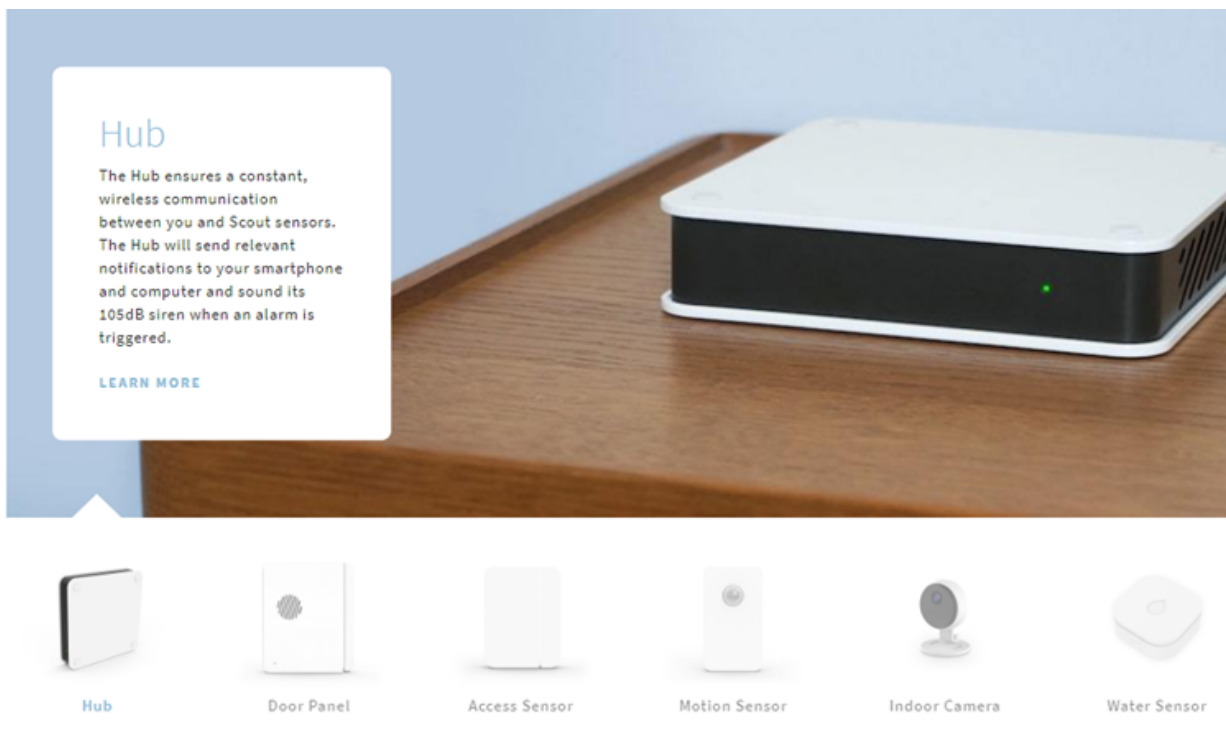 Hub
The Hub ensures a constant,
wireless communication
between you and Scout sensors.
The Hub will send relevant
notifications to your smartphone
and computer and sound its
105dB siren when an alarm is
triggered.
LEARN MORE
Hub
Door Panel
Access Sensor
Motion Sensor
Indoor Camera
Water Sensor